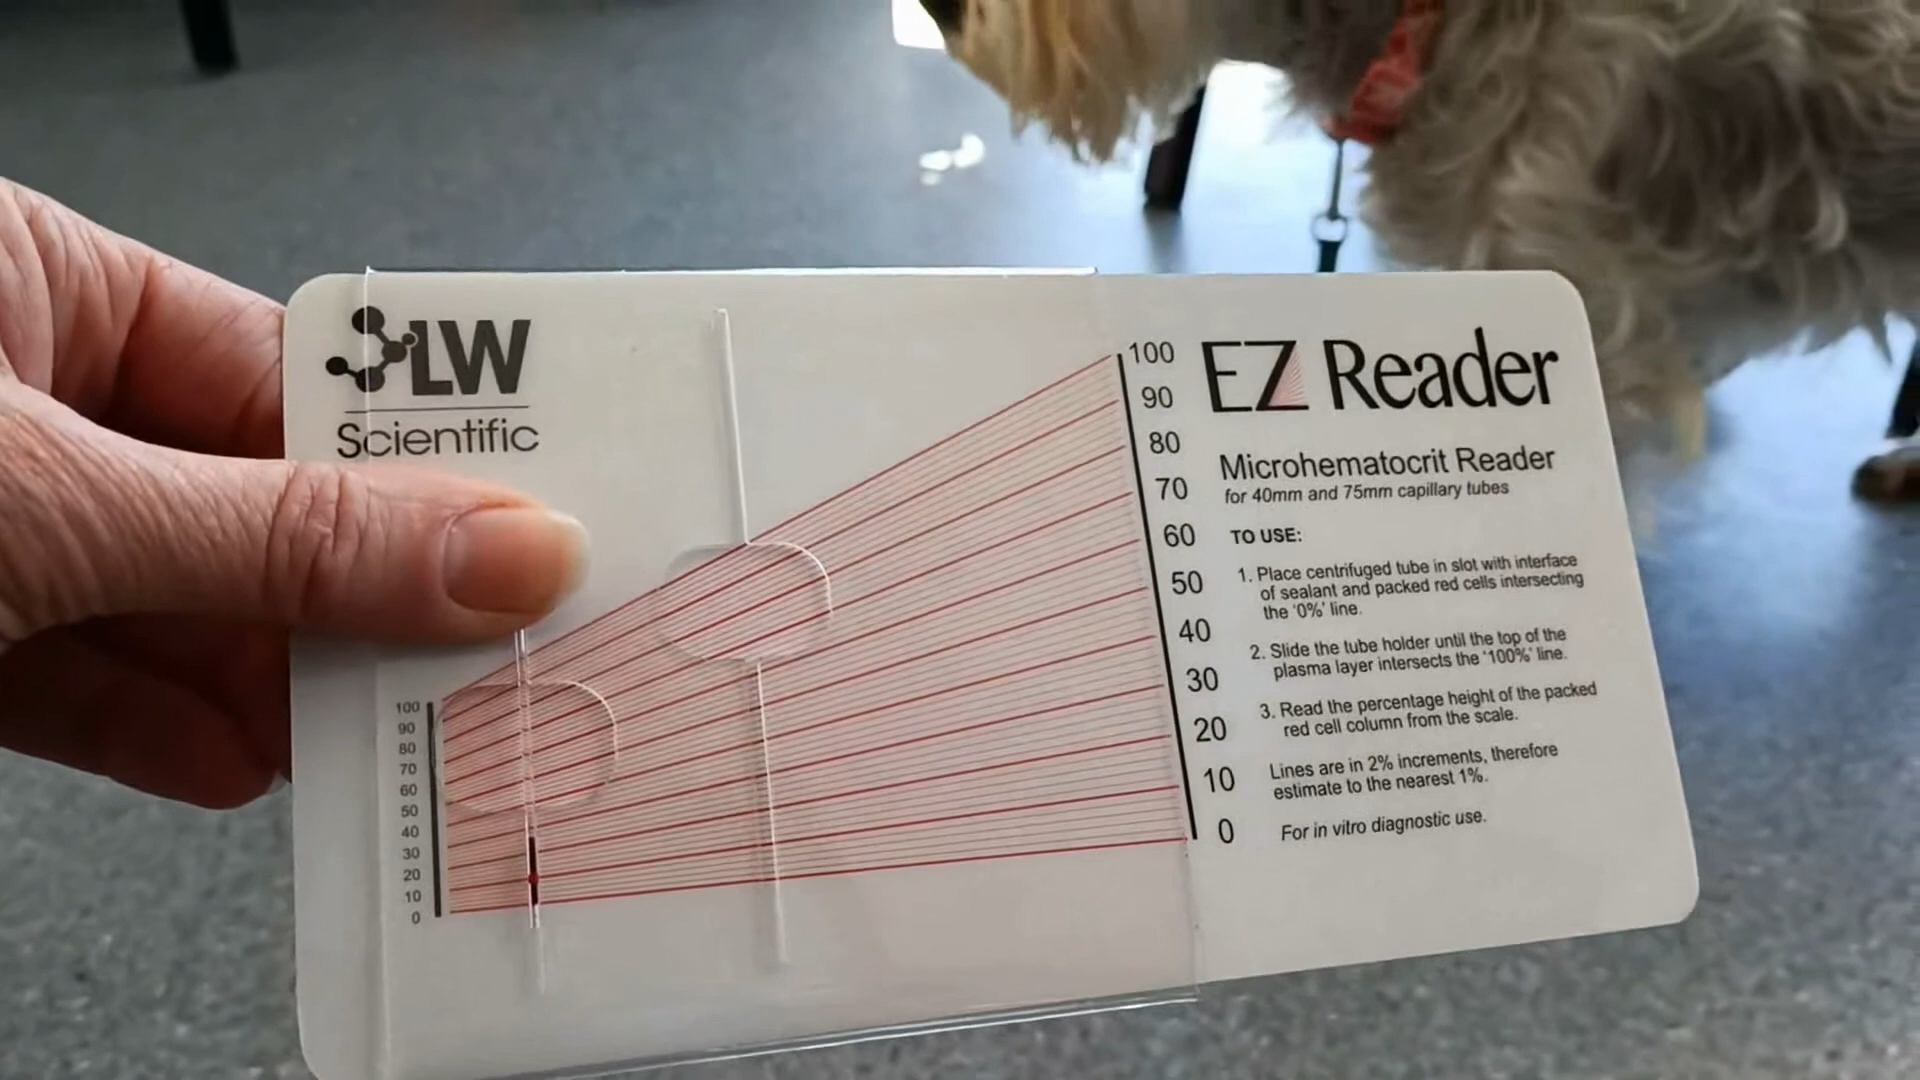 LW
Scientific
EZ Reader
Microhematocrit Reader
for 40mm and 75mm capillary tubes
TO USE:
1. Place centrifuged tube in slot with interface
of sealant and packed red cells intersecting
the '0%' line.
2. Slide the tube holder until the top of the
plasma layer intersects the '100%' line.
3. Read the percentage height of the packed
red cell column from the scale.
Lines are in 2% increments, therefore
estimate to the nearest 1%.
For in vitro diagnostic use.
100
90
80
70
60
50
40
30
20
10
0
100
90
80
70
60
50
40
30
20
10
0